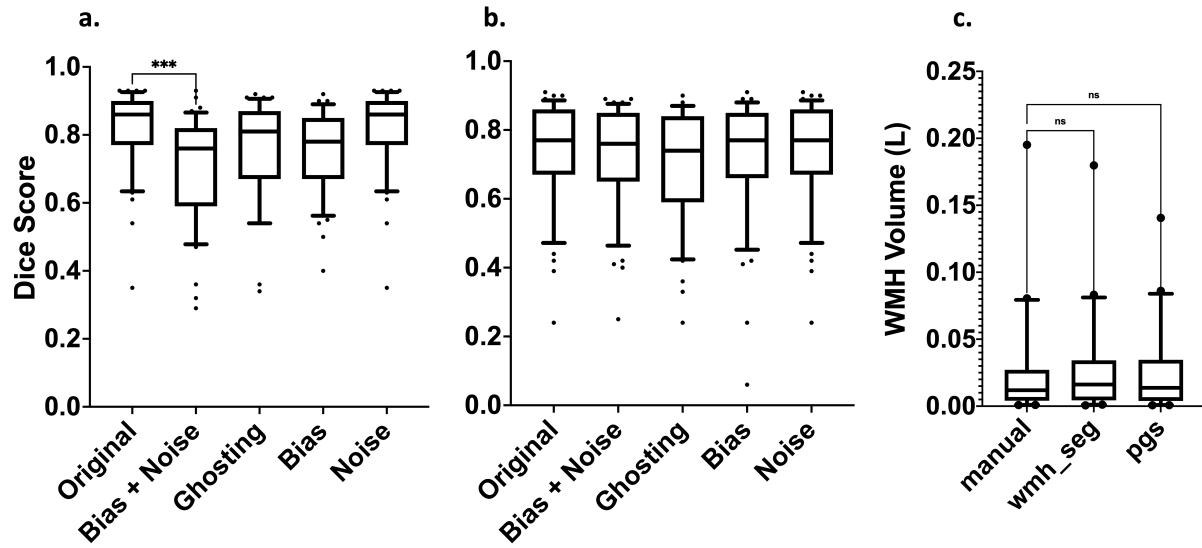 a.
Dice Score
1.0
0.8
0.6
0.4
0.2
0.0
***
Original
Bias + Noise
Ghosting
Bias
Noise
b.
1.0
0.8
0.6
0.4
0.2
0.0
Original
Bias + Noise
Ghosting
Bias
Noise
c.
WMH Volume (L)
0.25
0.20
0.15
0.10
0.05
0.00
ns
ns
manual
wmh_seg
pgs